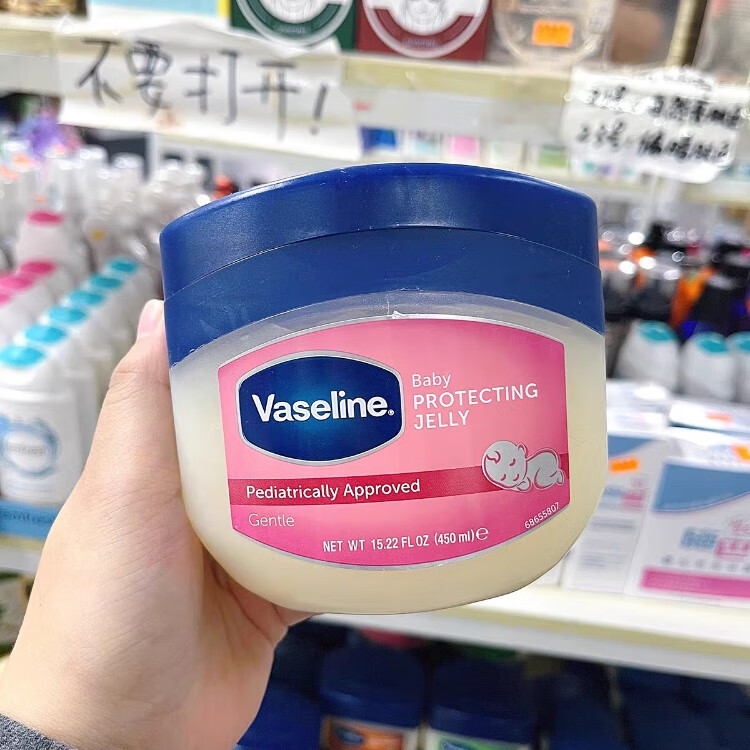 不要打开!
Vaseline.
Baby
PROTECTING
JELLY
Pediatrically Approved
Gentle
NET WT 15.22 FL OZ (450 ml) e
68655807